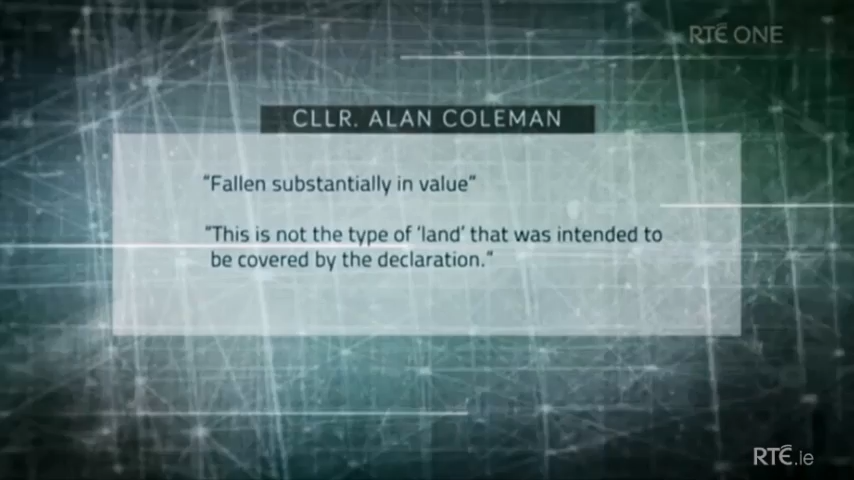 RTÉ ONE
CLLR. ALAN COLEMAN
"Fallen substantially in value"
"This is not the type of 'land' that was intended to
be covered by the declaration."
RTÉ.ie